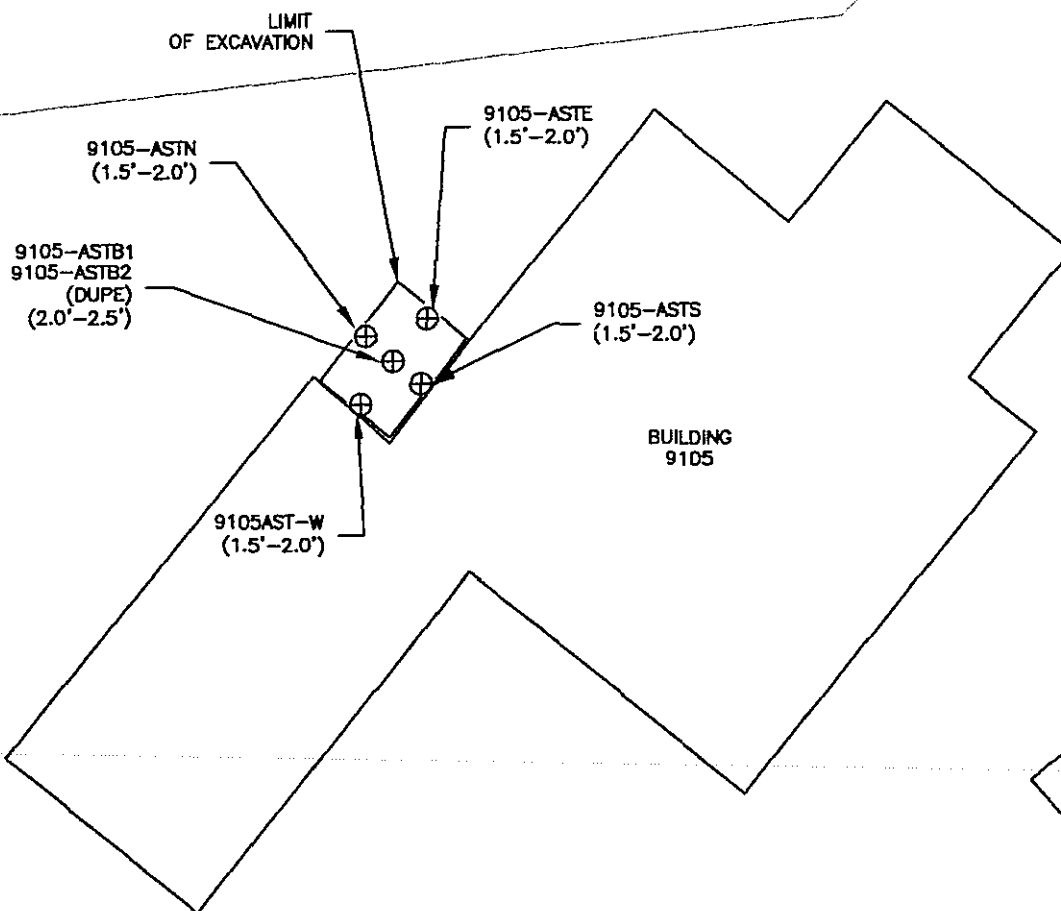 LIMIT
OF EXCAVATION
9105-ASTE
(1.5'-2.0')
9105-ASTN
(1.5'-2.0')
9105-ASTB1
9105-ASTB2
(DUPE)
(2.0'-2.5')
9105-ASTS
(1.5'-2.0')
BUILDING
9105
9105AST-W
(1.5'-2.0')